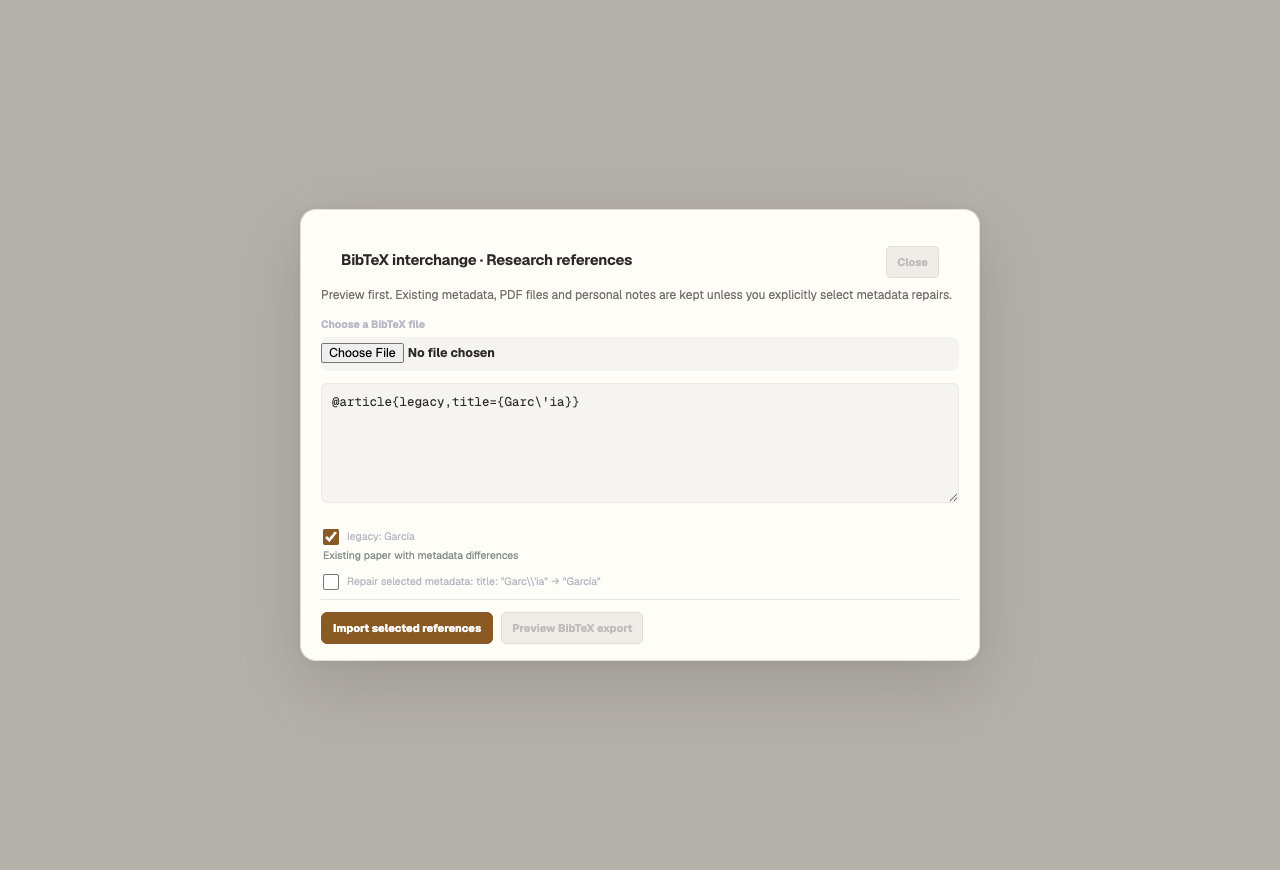 BibTeX interchange · Research references
Close
Preview first. Existing metadata, PDF files and personal notes are kept unless you explicitly select metadata repairs.
Choose a BibTeX file
Choose File No file chosen
@article{legacy,title={Garc\'ia}}
legacy: García
Existing paper with metadata differences
Repair selected metadata: title: "Garc\\'ia" → "García"
Import selected references
Preview BibTeX export